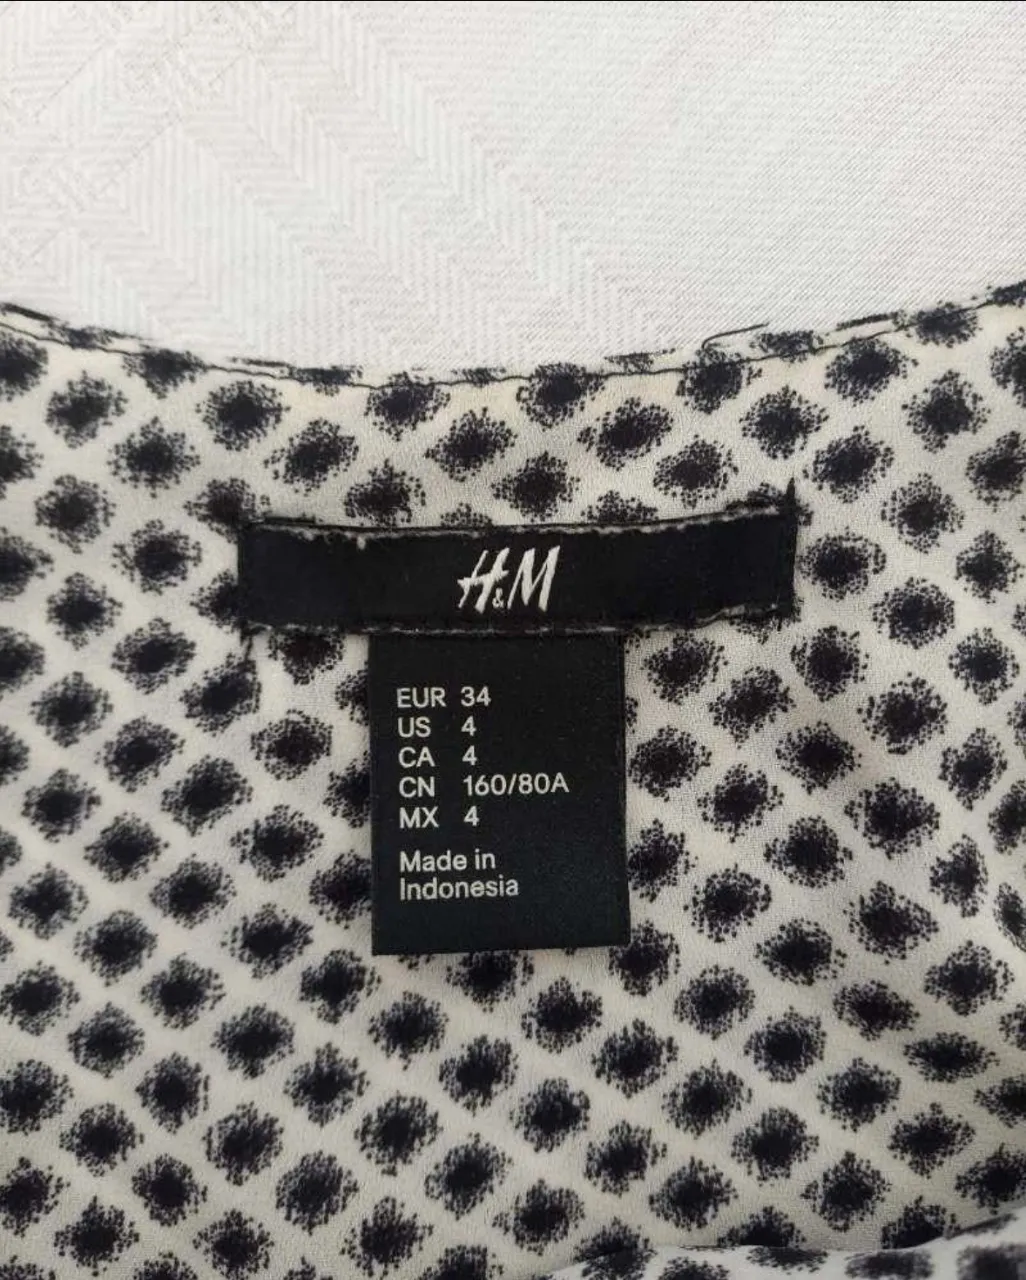 H&M
EUR 34
US 4
CA 4
CN 160/80A
MX 4
Made in
Indonesia